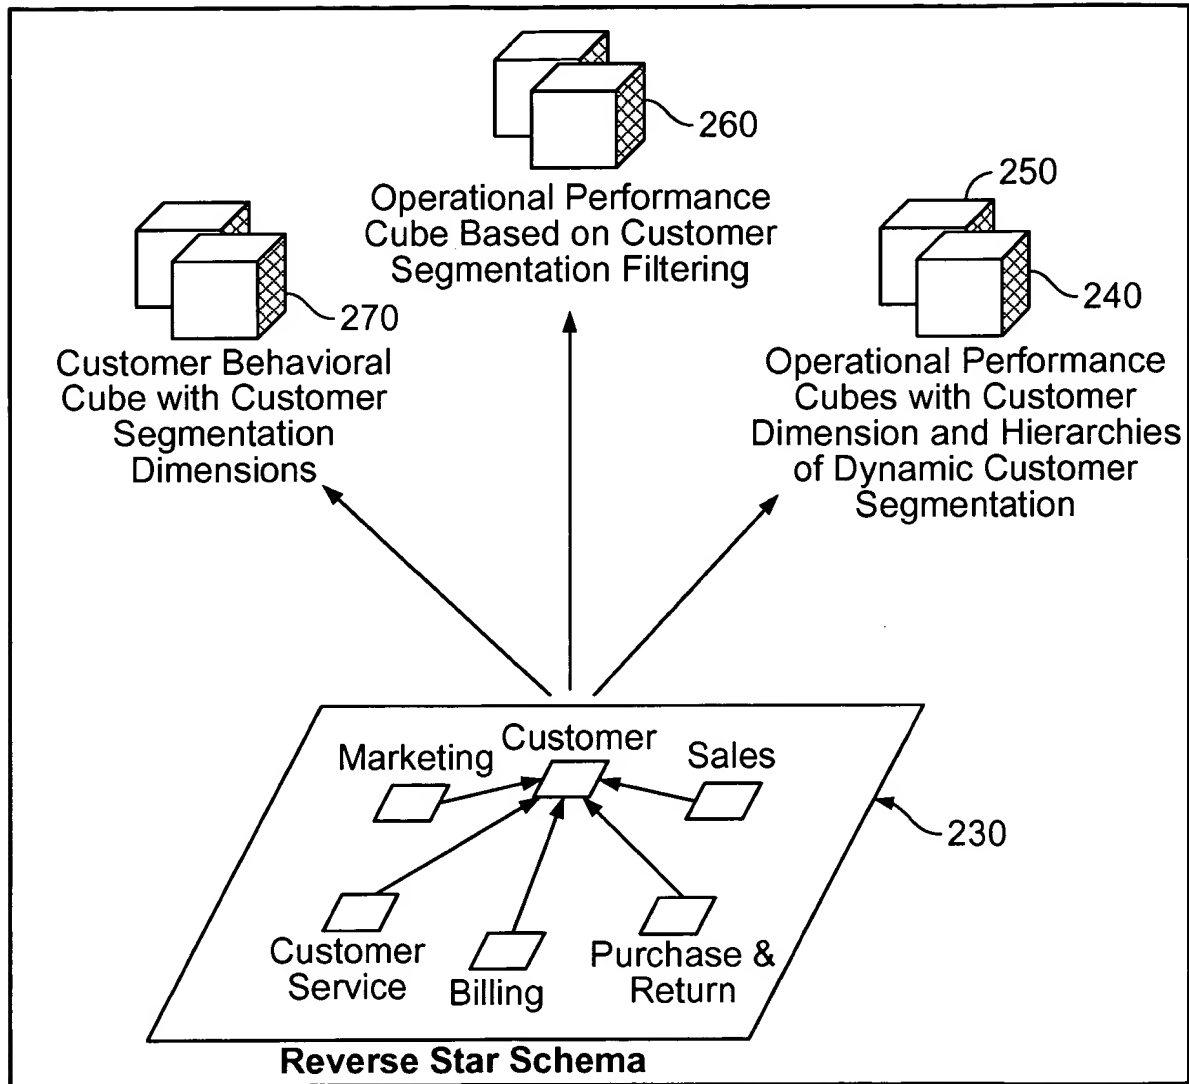 260
Operational Performance
Cube Based on Customer
Segmentation Filtering
250
240
Operational Performance
Cubes with Customer
Dimension and Hierarchies
of Dynamic Customer
Segmentation
270
Customer Behavioral
Cube with Customer
Segmentation
Dimensions
Customer
Marketing
Sales
230
Customer
Service
Billing
Purchase &
Return
Reverse Star Schema